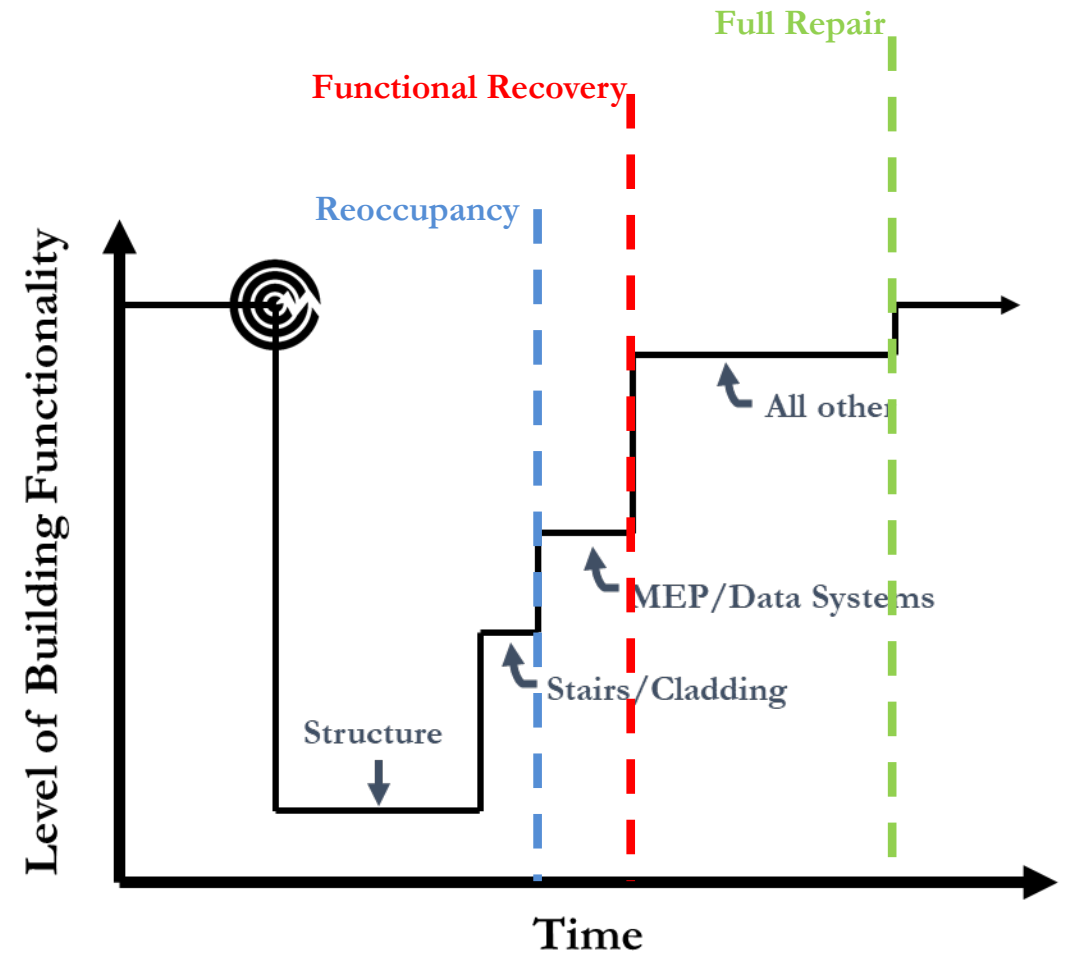 Full Repair
Functional Recovery
Reoccupancy
Level of Building Functionality
All other
MEP/Data Systems
Stairs/Cladding
Structure
Time